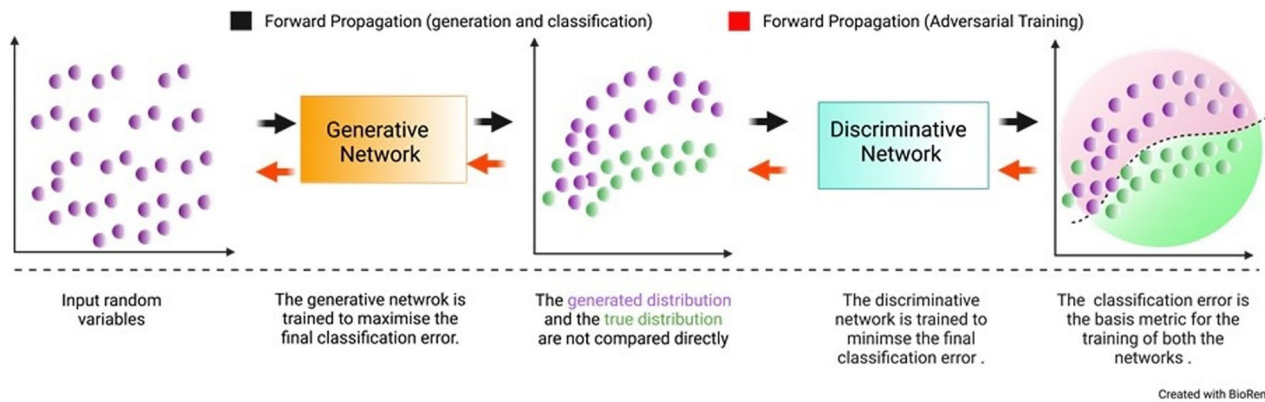 Forward Propagation (generation and classification)
Forward Propagation (Adversarial Training)
Generative
Network
Discriminative
Network
Input random
variables
The generative netwrok is
trained to maximise the
final classification error.
The generated distribution
and the true distribution
are not compared directly
The discriminative
network is trained to
minimse the final
classification error .
The classification error is
the basis metric for the
training of both the
networks .
Created with BioRen